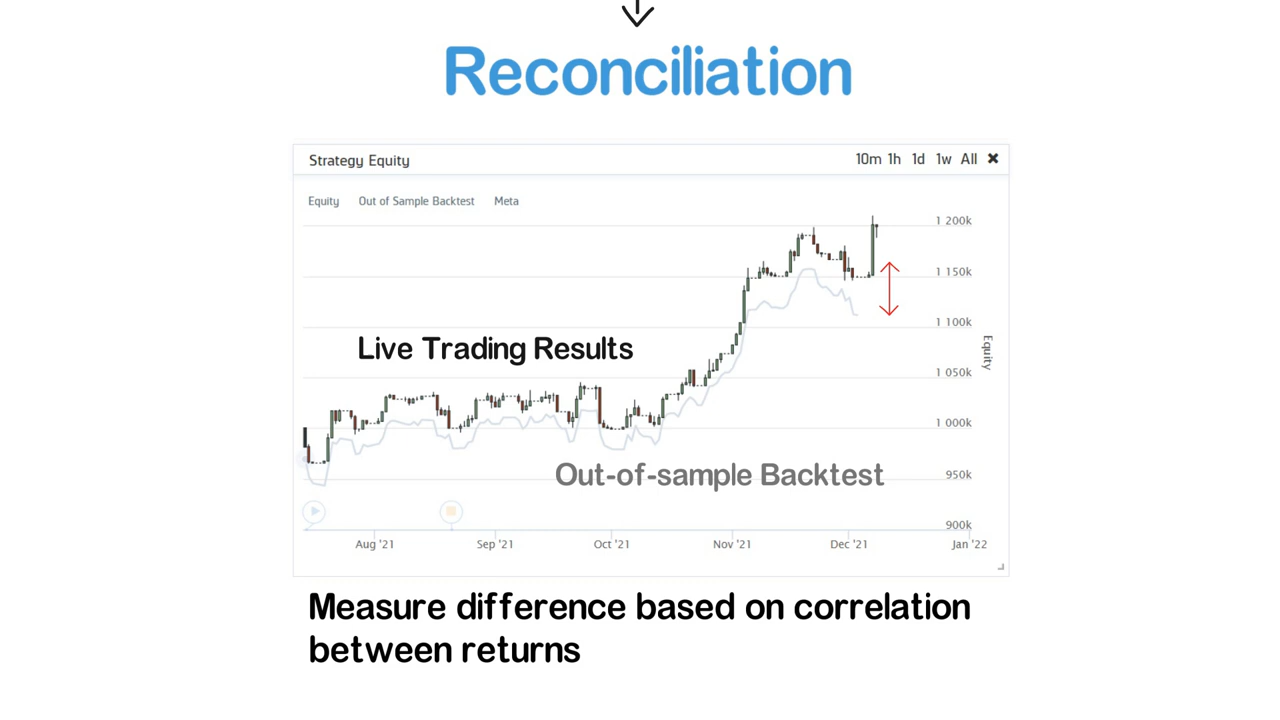 Reconciliation
Strategy Equity
10m 1h 1d 1w All ✖
Equity Out of Sample Backtest Meta
1 200k
1 150k
1 100k
Equity
Live Trading Results
1 050k
1 000k
Out-of-sample Backtest
950k
900k
Aug '21 Sep '21 Oct '21 Nov '21 Dec '21 Jan '22
Measure difference based on correlation
between returns